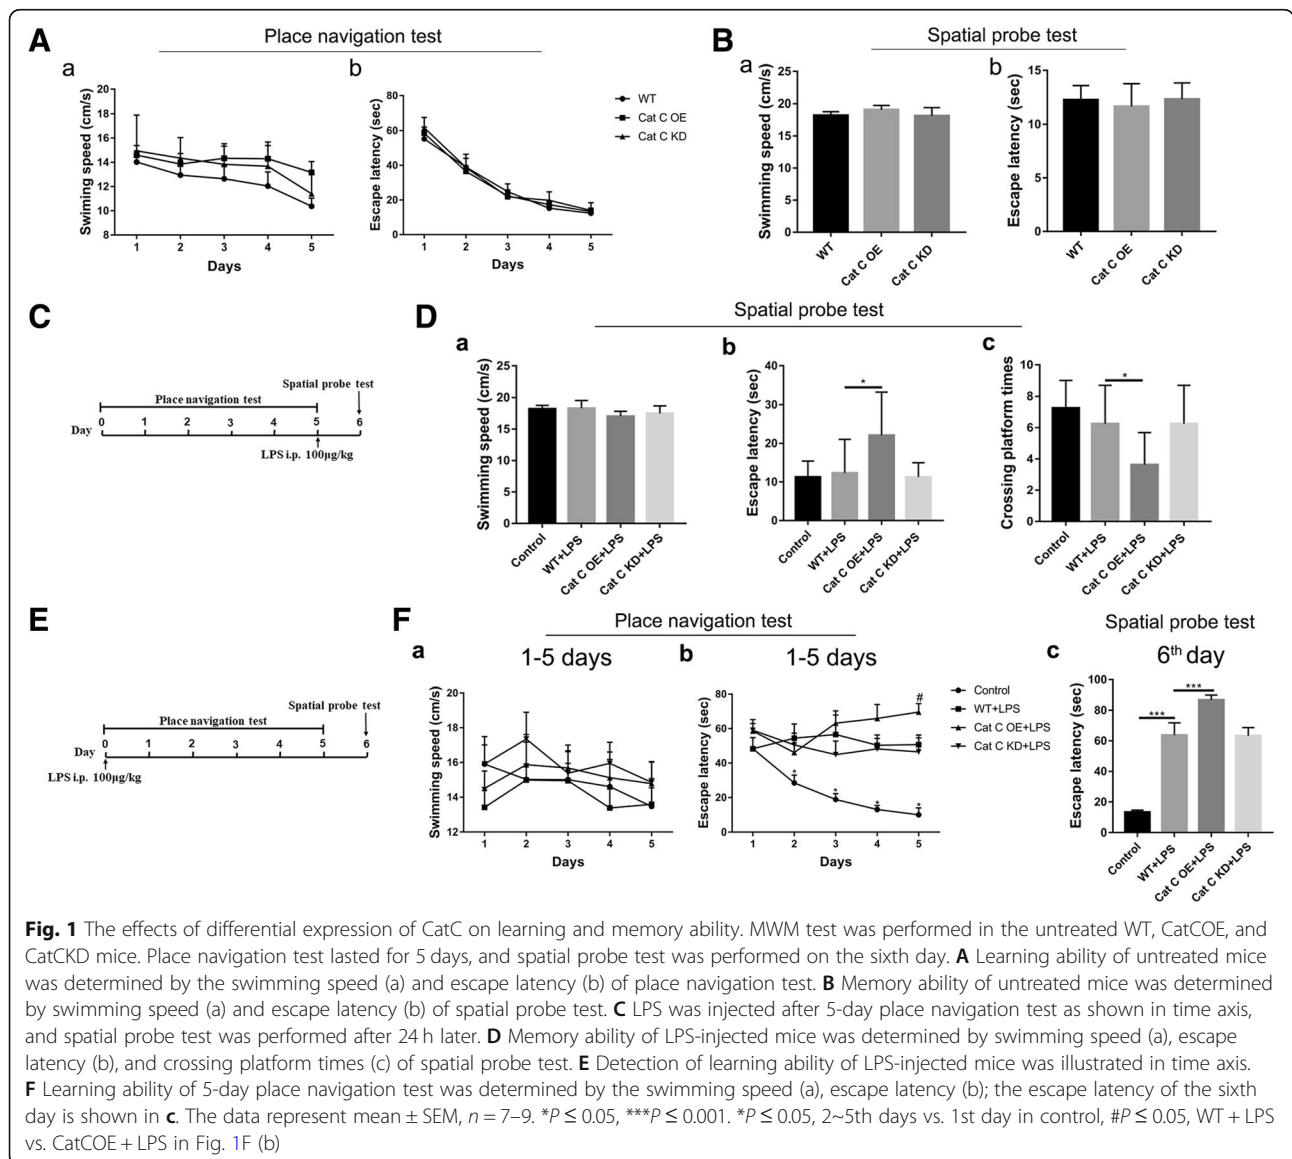 A
Place navigation test
a
b
Swiming speed (cm/s)
20
18
16
14
12
10
8
1 2 3 4 5
Days
Escape latency (sec)
80
60
40
20
0
1 2 3 4 5
Days
WT
Cat C OE
Cat C KD
B
Spatial probe test
a
b
Swimming speed (cm/s)
25
20
15
10
5
0
WT
Cat C OE
Cat C KD
Escape latency (sec)
15
10
5
0
WT
Cat C OE
Cat C KD
C
Spatial probe test
Place navigation test
0 1 2 3 4 5 6
Day
LPS i.p. 100μg/kg
D
Spatial probe test
a
b
c
Swimming speed (cm/s)
25
20
15
10
5
0
Control
WT+LPS
Cat C OE+LPS
Cat C KD+LPS
Escape latency (sec)
40
30
20
10
0
*
Control
WT+LPS
Cat C OE+LPS
Cat C KD+LPS
Crossing platform times
10
8
6
4
2
0
*
Control
WT+LPS
Cat C OE+LPS
Cat C KD+LPS
E
Spatial probe test
Place navigation test
Day
0 1 2 3 4 5 6
LPS i.p. 100μg/kg
F
Place navigation test
a
1-5 days
b
1-5 days
Swimming speed (cm/s)
20
18
16
14
12
1 2 3 4 5
Days
Escape latency (sec)
80
60
40
20
0
#
* * * *
1 2 3 4 5
Days
Control
WT+LPS
Cat C OE+LPS
Cat C KD+LPS
Spatial probe test
c
6th day
Escape latency (sec)
100
80
60
40
20
0
***
***
Control
WT+LPS
Cat C OE+LPS
Cat C KD+LPS
Fig. 1 The effects of differential expression of CatC on learning and memory ability. MWM test was performed in the untreated WT, CatCOE, and
CatCKD mice. Place navigation test lasted for 5 days, and spatial probe test was performed on the sixth day. A Learning ability of untreated mice
was determined by the swimming speed (a) and escape latency (b) of place navigation test. B Memory ability of untreated mice was determined
by swimming speed (a) and escape latency (b) of spatial probe test. C LPS was injected after 5-day place navigation test as shown in time axis,
and spatial probe test was performed after 24 h later. D Memory ability of LPS-injected mice was determined by swimming speed (a), escape
latency (b), and crossing platform times (c) of spatial probe test. E Detection of learning ability of LPS-injected mice was illustrated in time axis.
F Learning ability of 5-day place navigation test was determined by the swimming speed (a), escape latency (b); the escape latency of the sixth
day is shown in c. The data represent mean ± SEM, n = 7–9. *P ≤ 0.05, ***P ≤ 0.001. *P ≤ 0.05, 2~5th days vs. 1st day in control, #P ≤ 0.05, WT + LPS
vs. CatCOE + LPS in Fig. 1F (b)